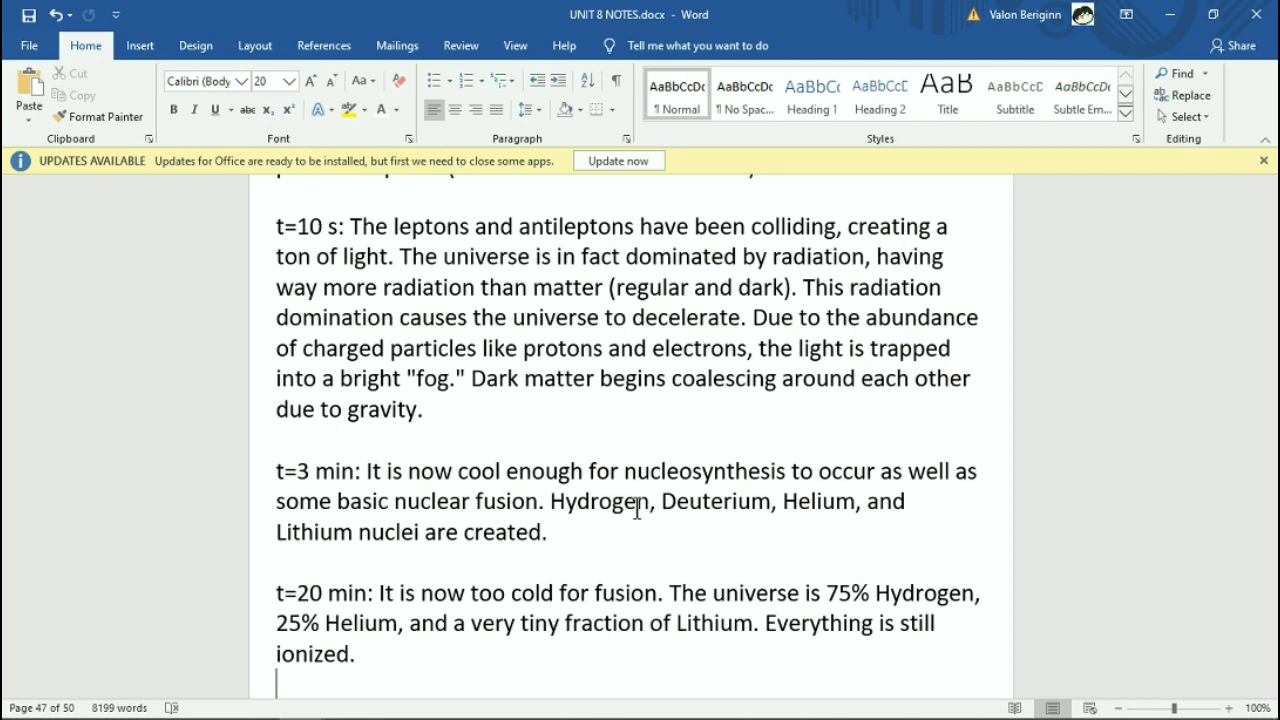 UNIT 8 NOTES.docx - Word
Valon Beriginn
File Home Insert Design Layout References Mailings Review View Help Tell me what you want to do Share
Paste
Cut
Copy
Format Painter
Clipboard
Calibri (Body 20
Font
Paragraph
AaBbCcDc AaBbCcDc AaBbCc AaBbCcD AaB AaBbCcD AaBbCcDc
¶ Normal ¶ No Spac... Heading 1 Heading 2 Title Subtitle Subtle Em...
Styles
Find
Replace
Select
Editing
UPDATES AVAILABLE Updates for Office are ready to be installed, but first we need to close some apps. Update now
t=10 s: The leptons and antileptons have been colliding, creating a
ton of light. The universe is in fact dominated by radiation, having
way more radiation than matter (regular and dark). This radiation
domination causes the universe to decelerate. Due to the abundance
of charged particles like protons and electrons, the light is trapped
into a bright "fog." Dark matter begins coalescing around each other
due to gravity.
t=3 min: It is now cool enough for nucleosynthesis to occur as well as
some basic nuclear fusion. Hydrogen, Deuterium, Helium, and
Lithium nuclei are created.
t=20 min: It is now too cold for fusion. The universe is 75% Hydrogen,
25% Helium, and a very tiny fraction of Lithium. Everything is still
ionized.
Page 47 of 50 8199 words 100%